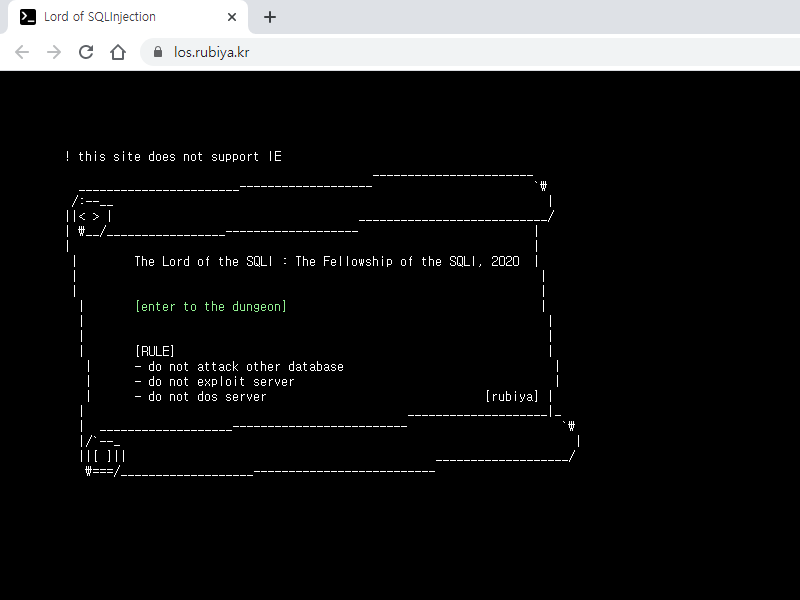 Lord of SQLInjection
los.rubiya.kr
! this site does not support IE
The Lord of the SQLI : The Fellowship of the SQLI, 2020
[enter to the dungeon]
[RULE]
- do not attack other database
- do not exploit server
- do not dos server [rubiya]